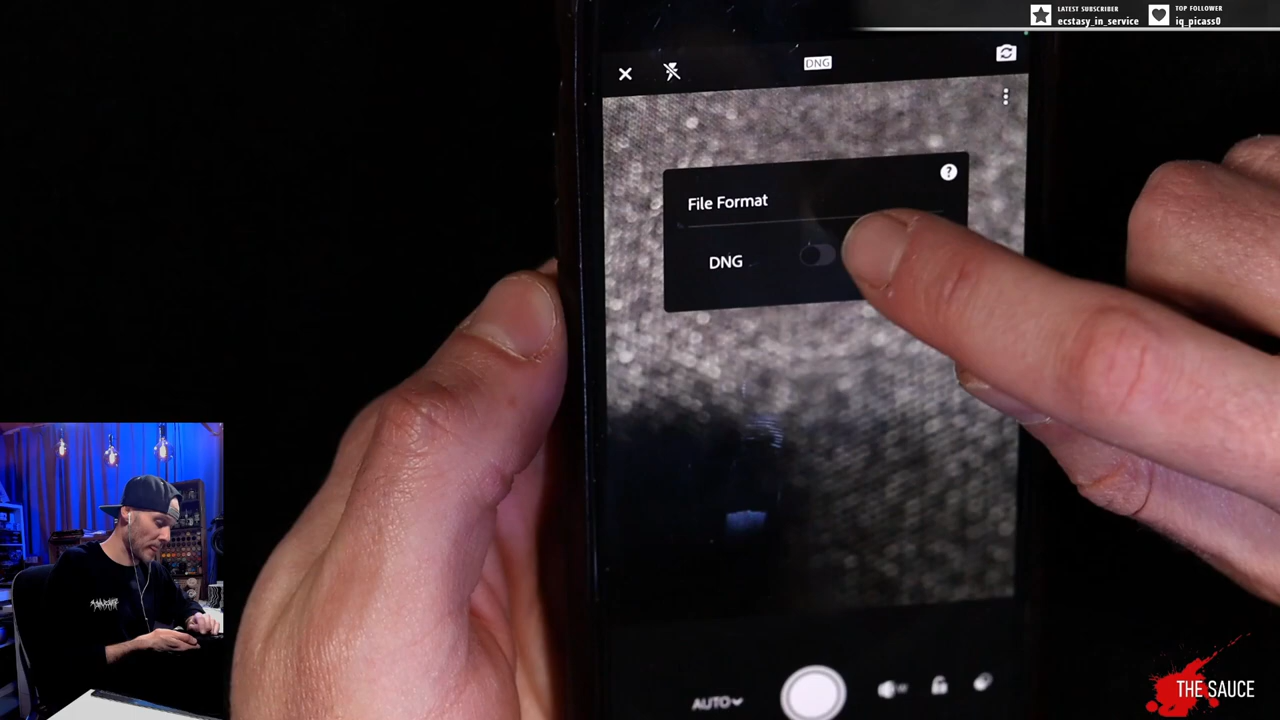 LATEST SUBSCRIBER
ecstasy_in_service
TOP FOLLOWER
iq_picass0
DNG
?
File Format
DNG
AUTO
THE SAUCE